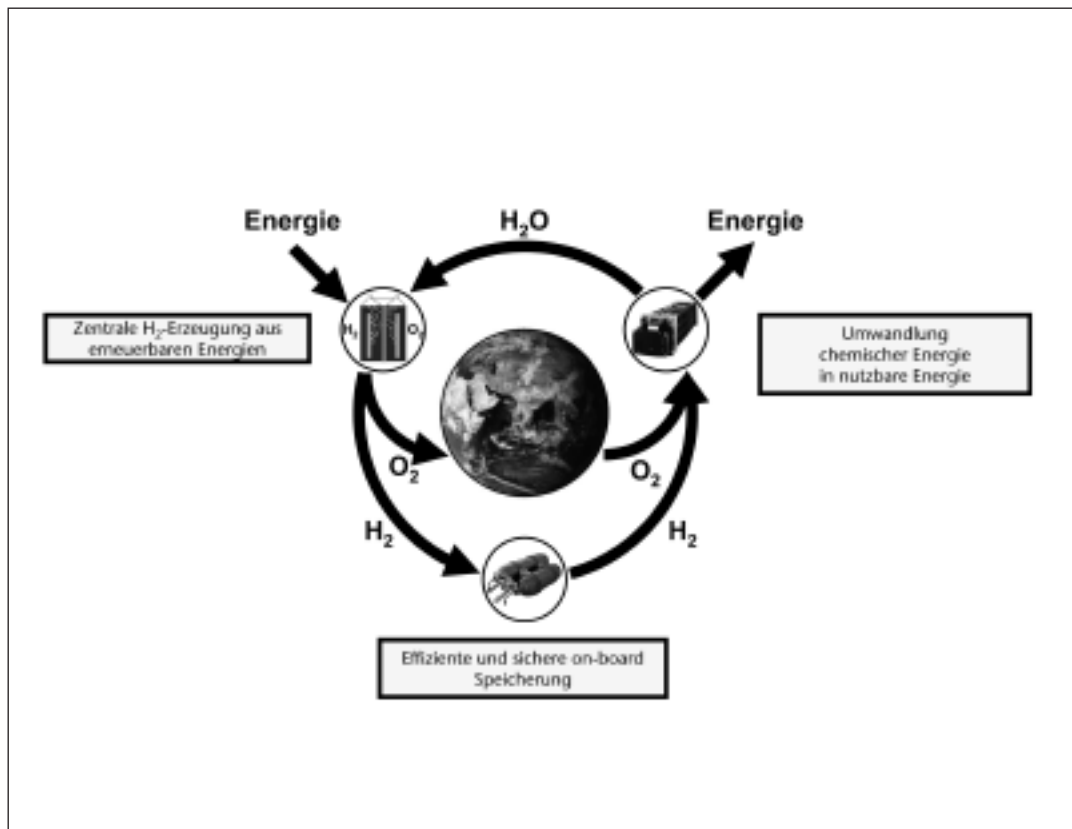 Energie
H₂O
Energie
H₂
O₂
Zentrale H₂-Erzeugung aus
erneuerbaren Energien
Umwandlung
chemischer Energie
in nutzbare Energie
O₂
O₂
H₂
H₂
Effiziente und sichere on-board
Speicherung